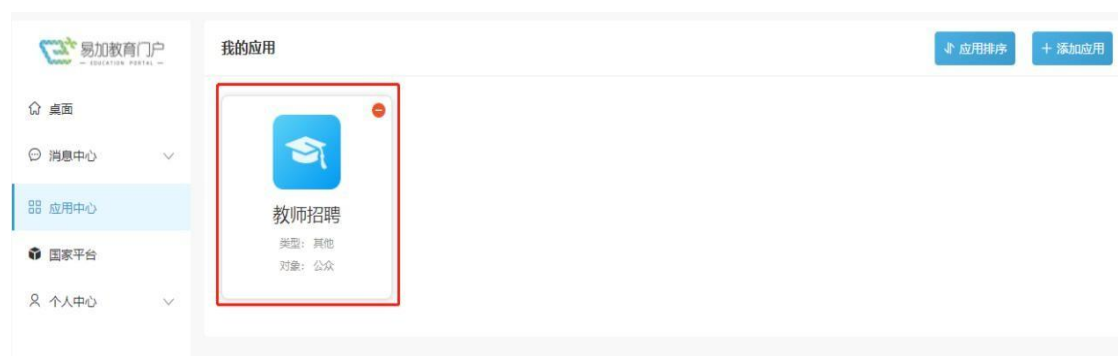 易加教育门户
— EDUCATION PORTAL —
桌面
消息中心
应用中心
国家平台
个人中心
我的应用
应用排序
添加应用
教师招聘
类型：其他
对象：公众